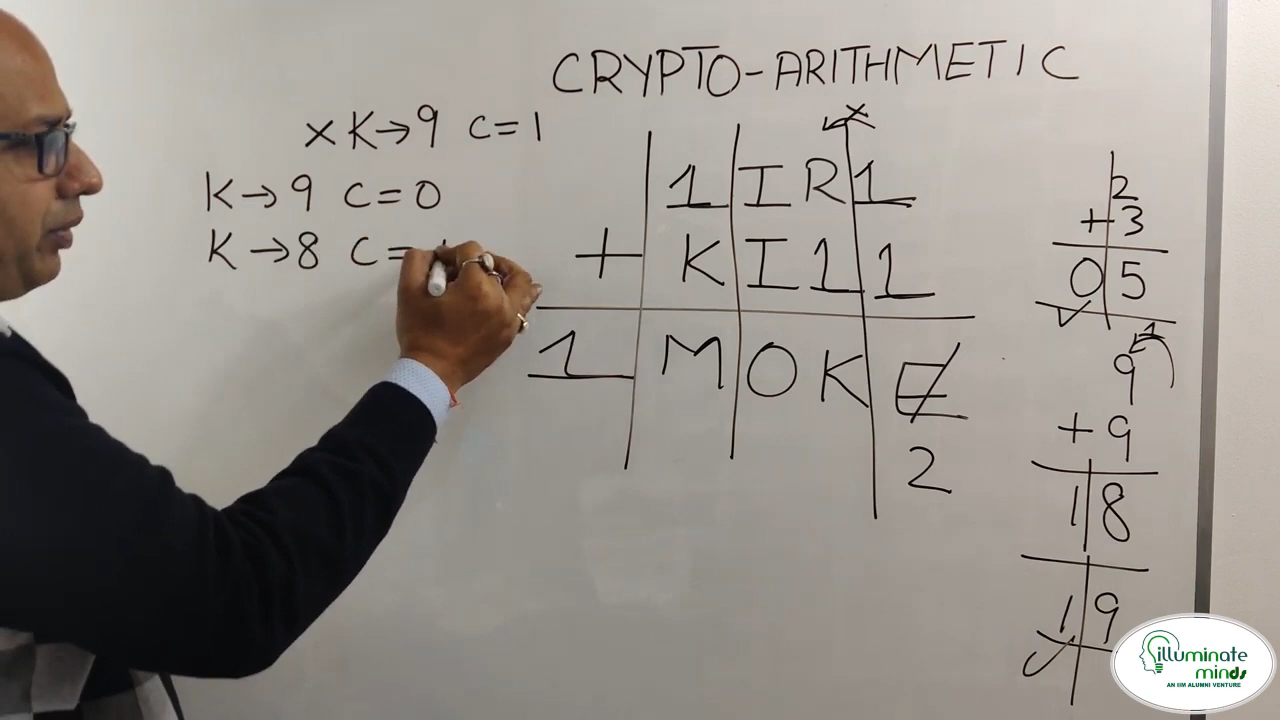 CRYPTO-ARITHMETIC
× K→9 C=1
K→9 C=0
K→8 C=
×
1 I R 1
+ K I 1 1
1 M O K E
2
2
+3
0 5
1
9
+9
1 8
1 9
illuminate
minds
AN IIM ALUMNI VENTURE